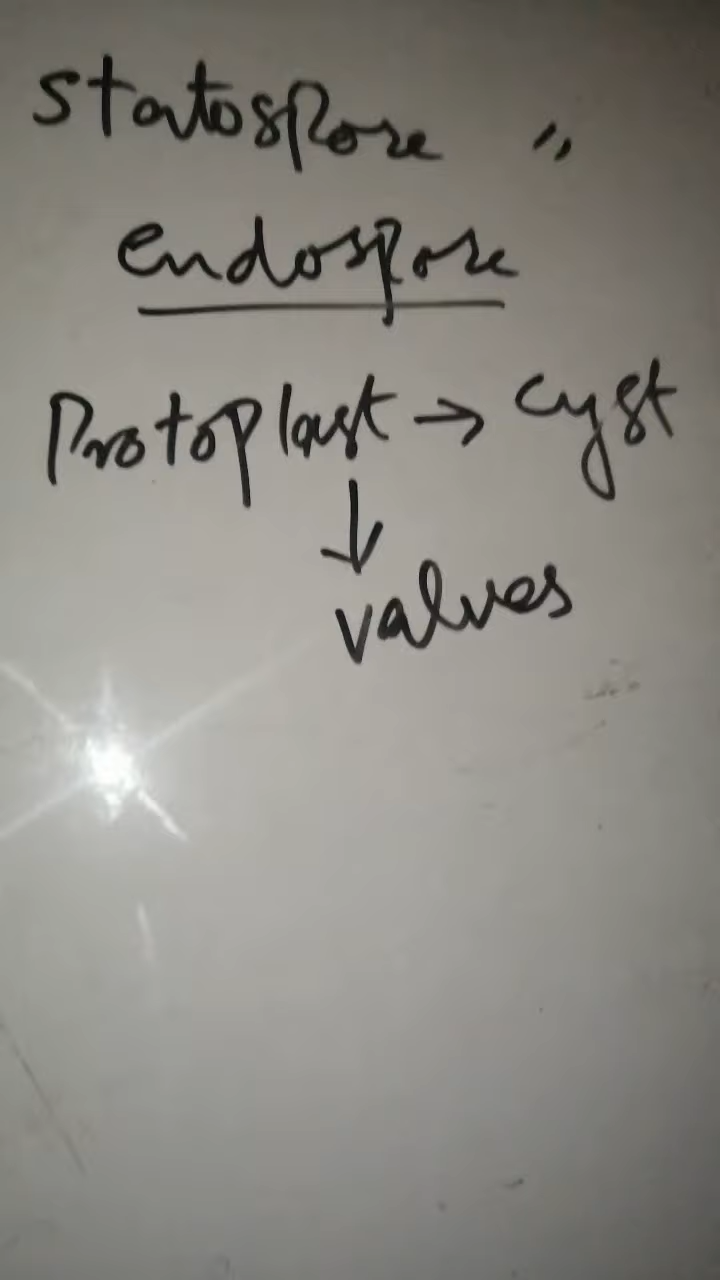 statospore "
endospore
Protoplast → cyst
↓
valves